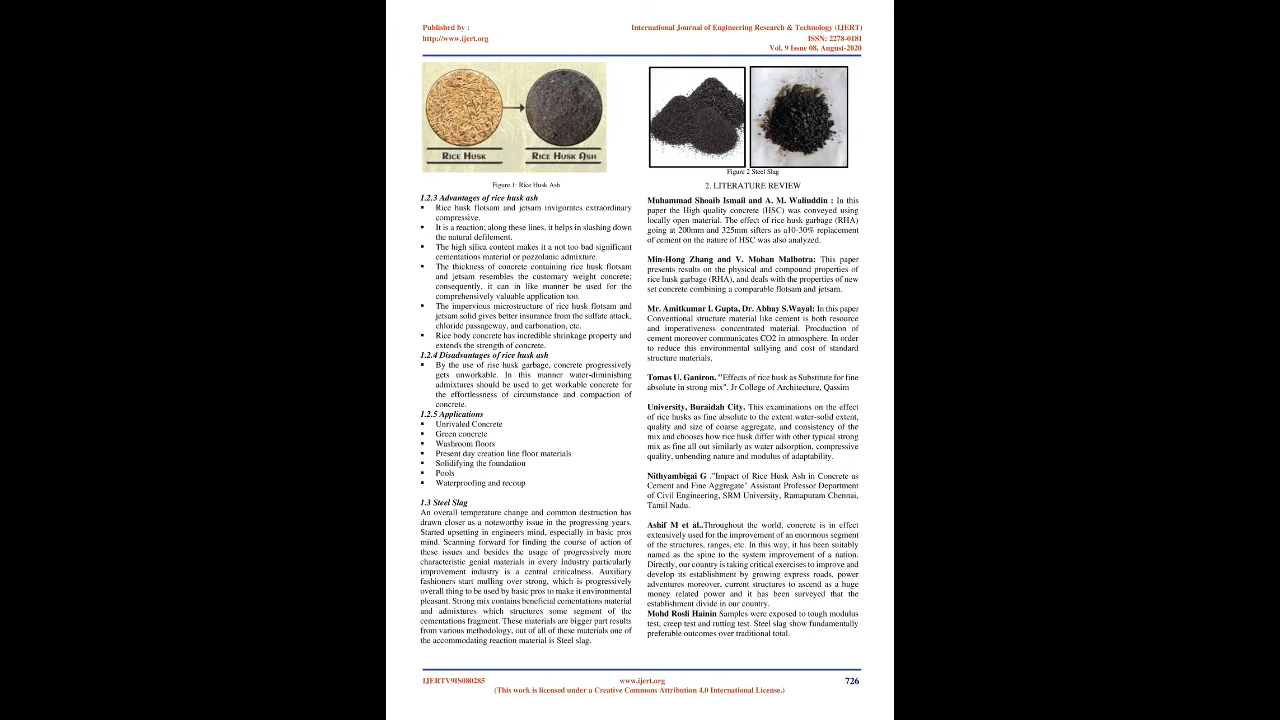 Published by :
http://www.ijert.org
International Journal of Engineering Research & Technology (IJERT)
ISSN: 2278-0181
Vol. 9 Issue 08, August-2020
RICE HUSK
RICE HUSK ASH
Figure 1: Rice Husk Ash
1.2.3 Advantages of rice husk ash
▪ Rice husk flotsam and jetsam invigorates extraordinary
compressive.
▪ It is a reaction; along these lines, it helps in slashing down
the natural defilement.
▪ The high silica content makes it a not too bad significant
cementations material or pozzolanic admixture.
▪ The thickness of concrete containing rice husk flotsam
and jetsam resembles the customary weight concrete;
consequently, it can in like manner be used for the
comprehensively valuable application too.
▪ The impervious microstructure of rice husk flotsam and
jetsam solid gives better insurance from the sulfate attack,
chloride passageway, and carbonation, etc.
▪ Rice body concrete has incredible shrinkage property and
extends the strength of concrete.
1.2.4 Disadvantages of rice husk ash
▪ By the use of rise husk garbage, concrete progressively
gets unworkable. In this manner water-diminishing
admixtures should be used to get workable concrete for
the effortlessness of circumstance and compaction of
concrete.
1.2.5 Applications
▪ Unrivaled Concrete
▪ Green concrete
▪ Washroom floors
▪ Present day creation line floor materials
▪ Solidifying the foundation
▪ Pools
▪ Waterproofing and recoup
1.3 Steel Slag
An overall temperature change and common destruction has
drawn closer as a noteworthy issue in the progressing years.
Started upsetting in engineers mind, especially in basic pros
mind. Scanning forward for finding the course of action of
these issues and besides the usage of progressively more
characteristic genial materials in every Industry particularly
improvement industry is a central criticalness. Auxiliary
fashioners start mulling over strong, which is progressively
overall thing to be used by basic pros to make it environmental
pleasant. Strong mix contains beneficial cementations material
and admixtures which structures some segment of the
cementations fragment. These materials are bigger part results
from various methodology, out of all of these materials one of
the accommodating reaction material is Steel slag.
Figure 2 Steel Slag
2. LITERATURE REVIEW
Muhammad Shoaib Ismail and A. M. Waliuddin : In this
paper the High quality concrete (HSC) was conveyed using
locally open material. The effect of rice husk garbage (RHA)
going at 200mm and 325mm sifters as a10-30% replacement
of cement on the nature of HSC was also analyzed.
Min-Hong Zhang and V. Mohan Malhotra: This paper
presents results on the physical and compound properties of
rice husk garbage (RHA), and deals with the properties of new
set concrete combining a comparable flotsam and jetsam.
Mr. Amitkumar I. Gupta, Dr. Abhay S.Wayal: In this paper
Conventional structure material like cement is both resource
and imperativeness concentrated material. Procduction of
cement moreover communicates CO2 in atmosphere. In order
to reduce this environmental sullying and cost of standard
structure materials.
Tomas U. Ganiron. "Effects of rice husk as Substitute for fine
absolute in strong mix". Jr College of Architecture, Qassim
University, Buraidah City. This examinations on the effect
of rice husks as fine absolute to the extent water-solid extent,
quality and size of coarse aggregate, and consistency of the
mix and chooses how rice husk differ with other typical strong
mix as fine all out similarly as water adsorption, compressive
quality, unbending nature and modulus of adaptability.
Nithyambigai G ."Impact of Rice Husk Ash in Concrete as
Cement and Fine Aggregate" Assistant Professor Department
of Civil Engineering, SRM University, Ramapuram Chennai,
Tamil Nadu.
Ashif M et al..Throughout the world, concrete is in effect
extensively used for the improvement of an enormous segment
of the structures, ranges, etc. In this way, it has been suitably
named as the spine to the system improvement of a nation.
Directly, our country is taking critical exercises to improve and
develop its establishment by growing express roads, power
adventures moreover, current structures to ascend as a huge
money related power and it has been surveyed that the
establishment divide in our country.
Mohd Rosli Hainin Samples were exposed to tough modulus
test, creep test and rutting test. Steel slag show fundamentally
preferable outcomes over traditional total.
IJERTV9IS080285
www.ijert.org
726
(This work is licensed under a Creative Commons Attribution 4.0 International License.)